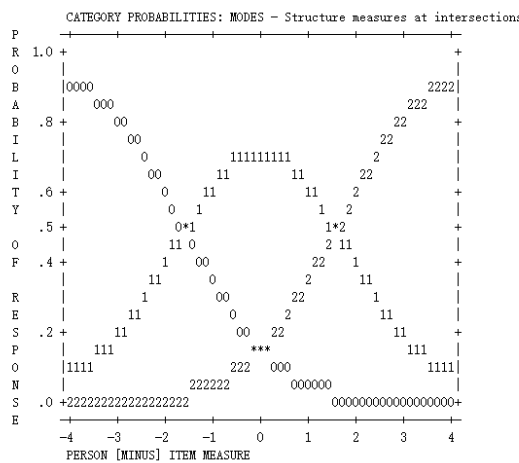 CATEGORY PROBABILITIES: MODES - Structure measures at intersections
P      -+------+------+------+------+------+------+------+------+-
R  1.0 +                                                         +
O      |                                                         |
B      |0000                                                 2222|
A      |    000                                           222    |
B   .8 +       00                                       22       +
I      |         00                                   22         |
L      |           0            1111111111            2          |
I      |            00        11          11        22           |
T   .6 +              0      1              11     2             +
Y      |               0   1                  1   2              |
    .5 +                0*1                    1*2               +
O      |               11 0                    2 11              |
F   .4 +              1    00                22    1             +
       |            11       0              2       11           |
R      |           1          00          22          1          |
E      |         11             0        2             11        |
S   .2 +       11                00    22                11      +
P      |    111                    ***                     111   |
O      |1111                    222   000                    1111|
N      |                  222222         000000                  |
S   .0 +222222222222222222                     000000000000000000+
E      -+------+------+------+------+------+------+------+------+-
-4 -3 -2 -1 0 1 2 3 4
PERSON [MINUS] ITEM MEASURE